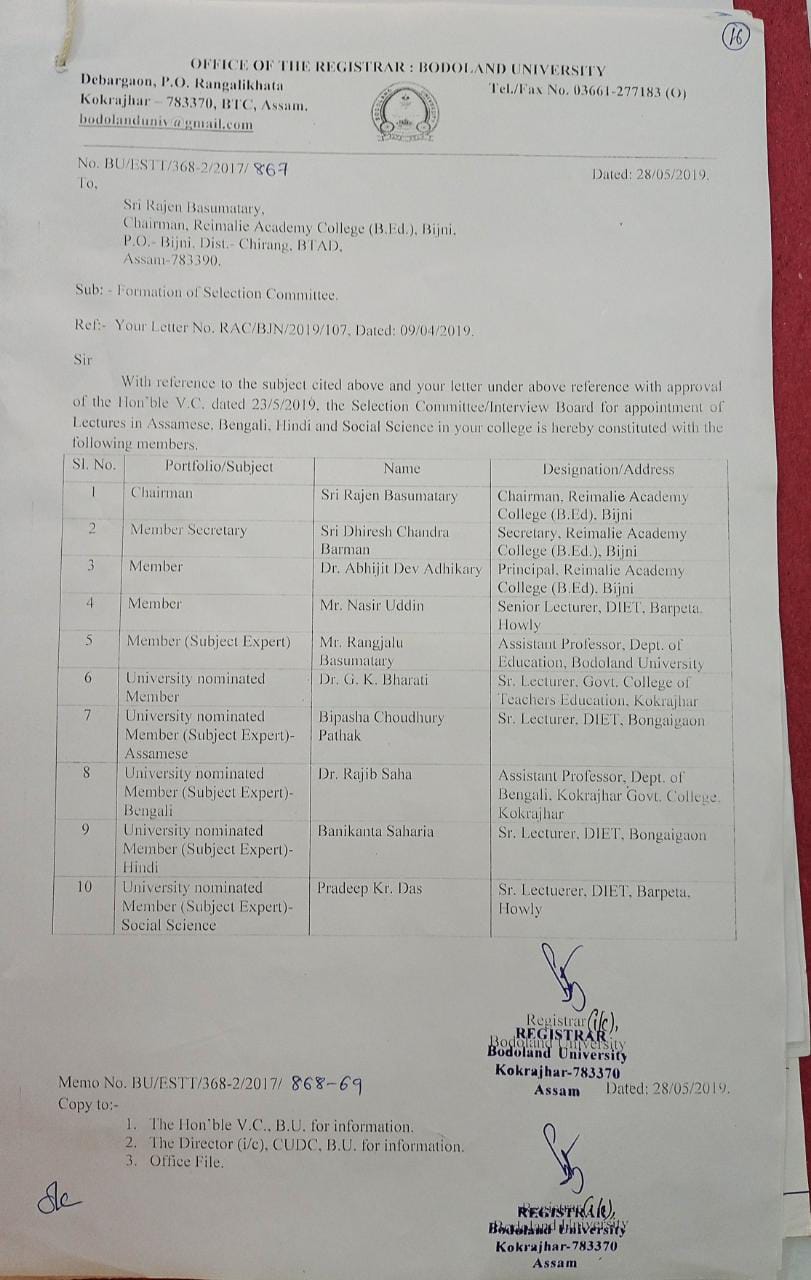 16
OFFICE OF THE REGISTRAR : BODOLAND UNIVERSITY
Debargaon, P.O. Rangalikhata
Tel./Fax No. 03661-277183 (O)
Kokrajhar – 783370, BTC, Assam.
bodolanduniv@gmail.com
No. BU/ESTT/368-2/2017/ 867
Dated: 28/05/2019.
To,
Sri Rajen Basumatary,
Chairman, Reimalie Academy College (B.Ed.), Bijni,
P.O.- Bijni, Dist.- Chirang, BTAD,
Assam-783390.
Sub: - Formation of Selection Committee.
Ref:- Your Letter No. RAC/BJN/2019/107, Dated: 09/04/2019.
Sir
With reference to the subject cited above and your letter under above reference with approval
of the Hon'ble V.C. dated 23/5/2019, the Selection Committee/Interview Board for appointment of
Lectures in Assamese, Bengali, Hindi and Social Science in your college is hereby constituted with the
following members.
Sl. No. Portfolio/Subject Name Designation/Address
1 Chairman Sri Rajen Basumatary Chairman, Reimalie Academy
College (B.Ed), Bijni
2 Member Secretary Sri Dhiresh Chandra Secretary, Reimalie Academy
Barman College (B.Ed.), Bijni
3 Member Dr. Abhijit Dev Adhikary Principal, Reimalie Academy
College (B.Ed), Bijni
4 Member Mr. Nasir Uddin Senior Lecturer, DIET, Barpeta,
Howly
5 Member (Subject Expert) Mr. Rangjalu Assistant Professor, Dept. of
Basumatary Education, Bodoland University
6 University nominated Dr. G. K. Bharati Sr. Lecturer, Govt. College of
Member Teachers Education, Kokrajhar
7 University nominated Bipasha Choudhury Sr. Lecturer, DIET, Bongaigaon
Member (Subject Expert)- Pathak
Assamese
8 University nominated Dr. Rajib Saha Assistant Professor, Dept. of
Member (Subject Expert)- Bengali, Kokrajhar Govt. College,
Bengali Kokrajhar
9 University nominated Banikanta Saharia Sr. Lecturer, DIET, Bongaigaon
Member (Subject Expert)-
Hindi
10 University nominated Pradeep Kr. Das Sr. Lectuerer, DIET, Barpeta,
Member (Subject Expert)- Howly
Social Science
Registrar (i/c),
REGISTRAR
Bodoland University
Bodoland University
Kokrajhar-783370
Assam
Memo No. BU/ESTT/368-2/2017/ 868-69
Dated: 28/05/2019.
Copy to:-
1. The Hon'ble V.C., B.U. for information.
2. The Director (i/c), CUDC, B.U. for information.
3. Office File.
Registrar (i/c),
REGISTRAR
Bodoland University
Bodoland University
Kokrajhar-783370
Assam